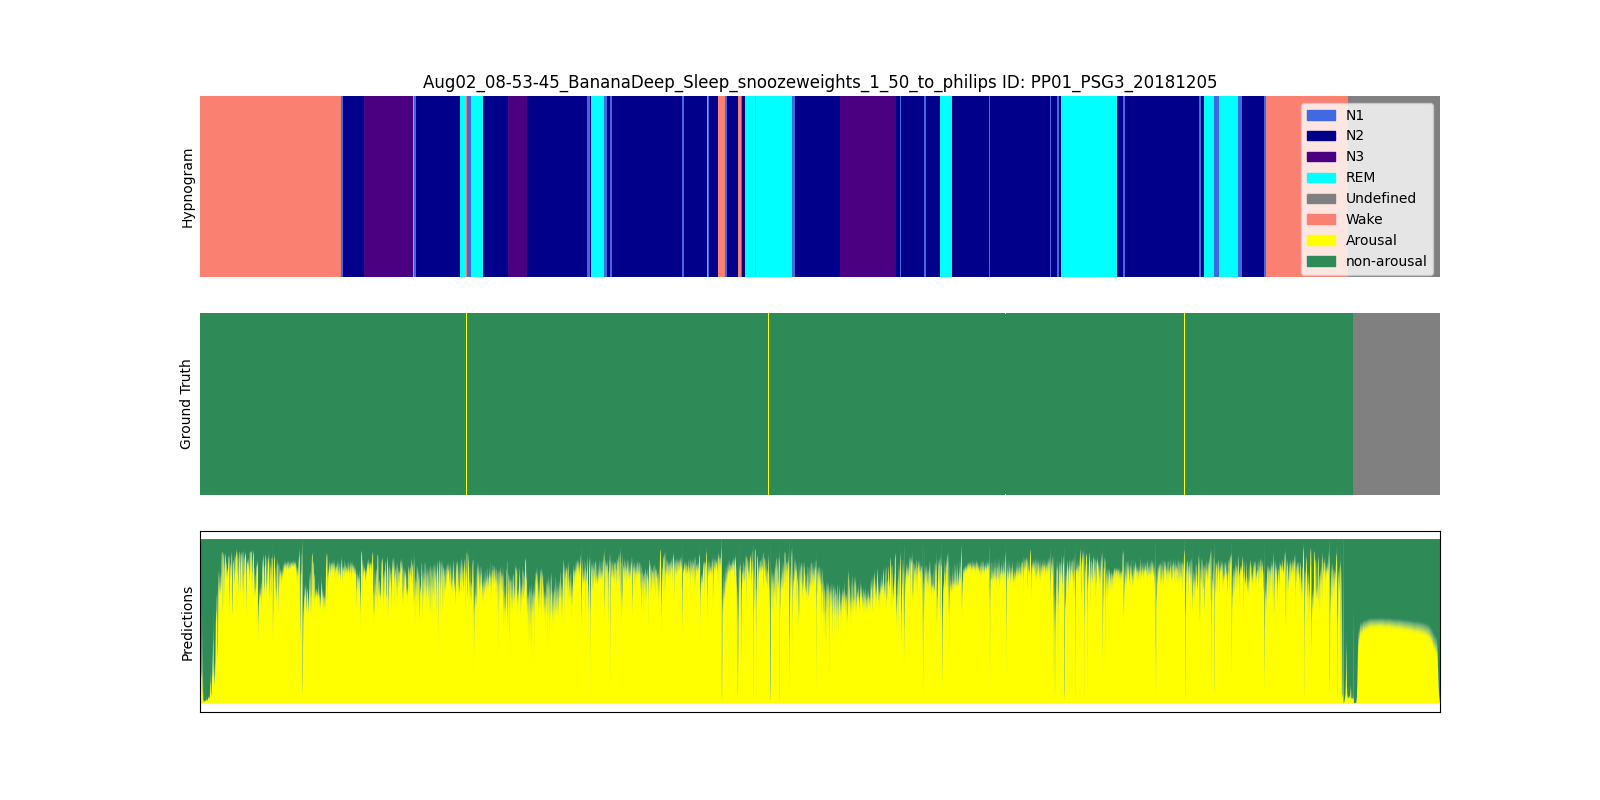 Aug02_08-53-45_BananaDeep_Sleep_snoozeweights_1_50_to_philips ID: PP01_PSG3_20181205
Hypnogram
N1
N2
N3
REM
Undefined
Wake
Arousal
non-arousal
Ground Truth
Predictions